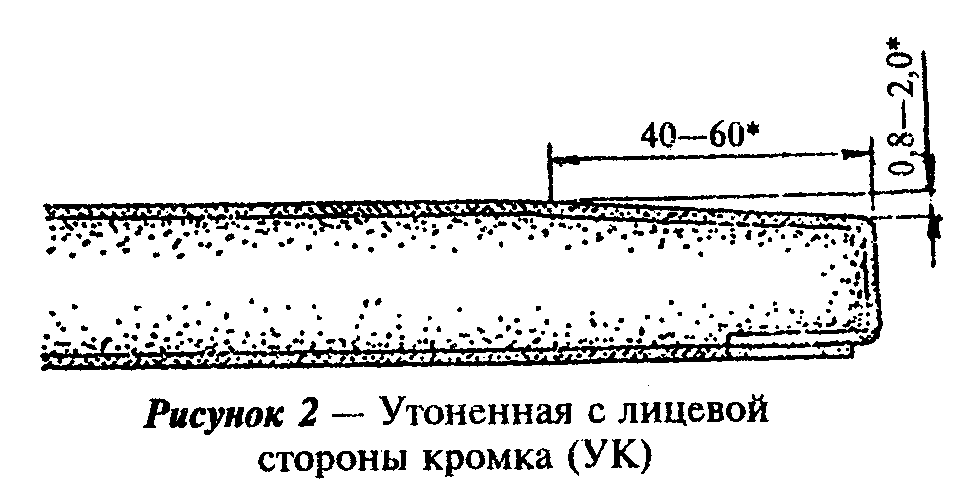 0,8—2,0*
40—60*
Рисунок 2 — Утоненная с лицевой
стороны кромка (УК)